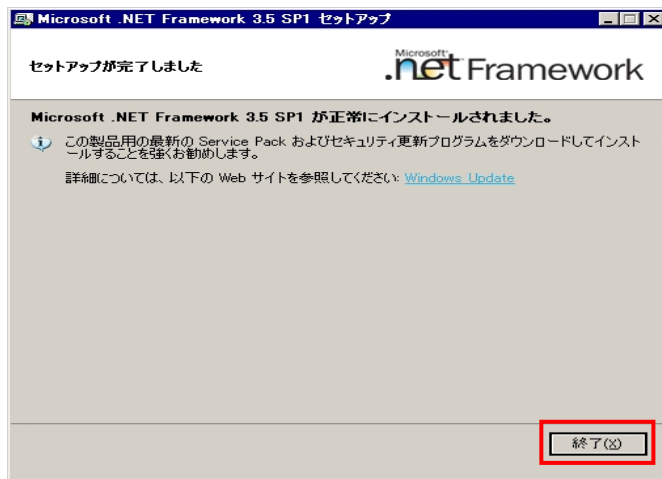 Microsoft .NET Framework 3.5 SP1 セットアップ
セットアップが完了しました
Microsoft
.net Framework
Microsoft .NET Framework 3.5 SP1 が正常にインストールされました。
この製品用の最新の Service Pack およびセキュリティ更新プログラムをダウンロードしてインスト
ールすることを強くお勧めします。
詳細については、以下の Web サイトを参照してください: Windows Update
終了(X)